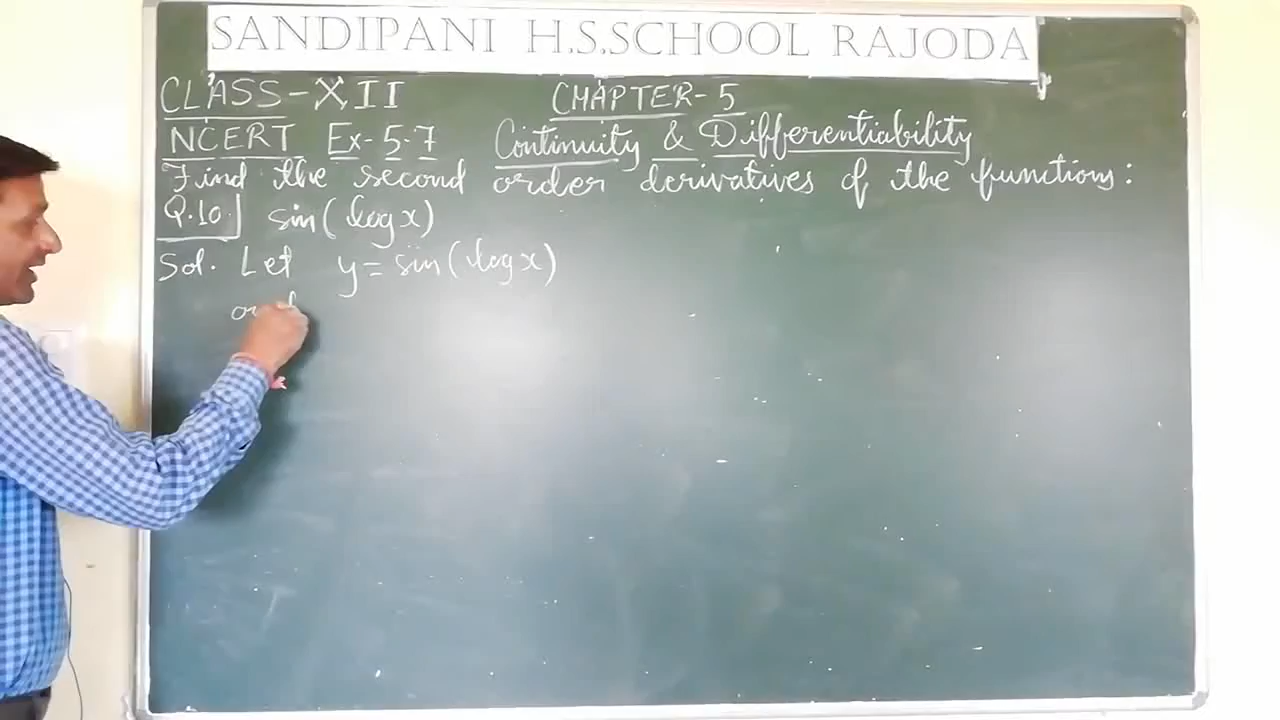 SANDIPANI H.S.SCHOOL RAJODA
CLASS-XII CHAPTER-5
NCERT Ex-5.7 Continuity & Differentiability
Find the second order derivatives of the functions:
Q.10. sin(log x)
Sol. Let y = sin(log x)